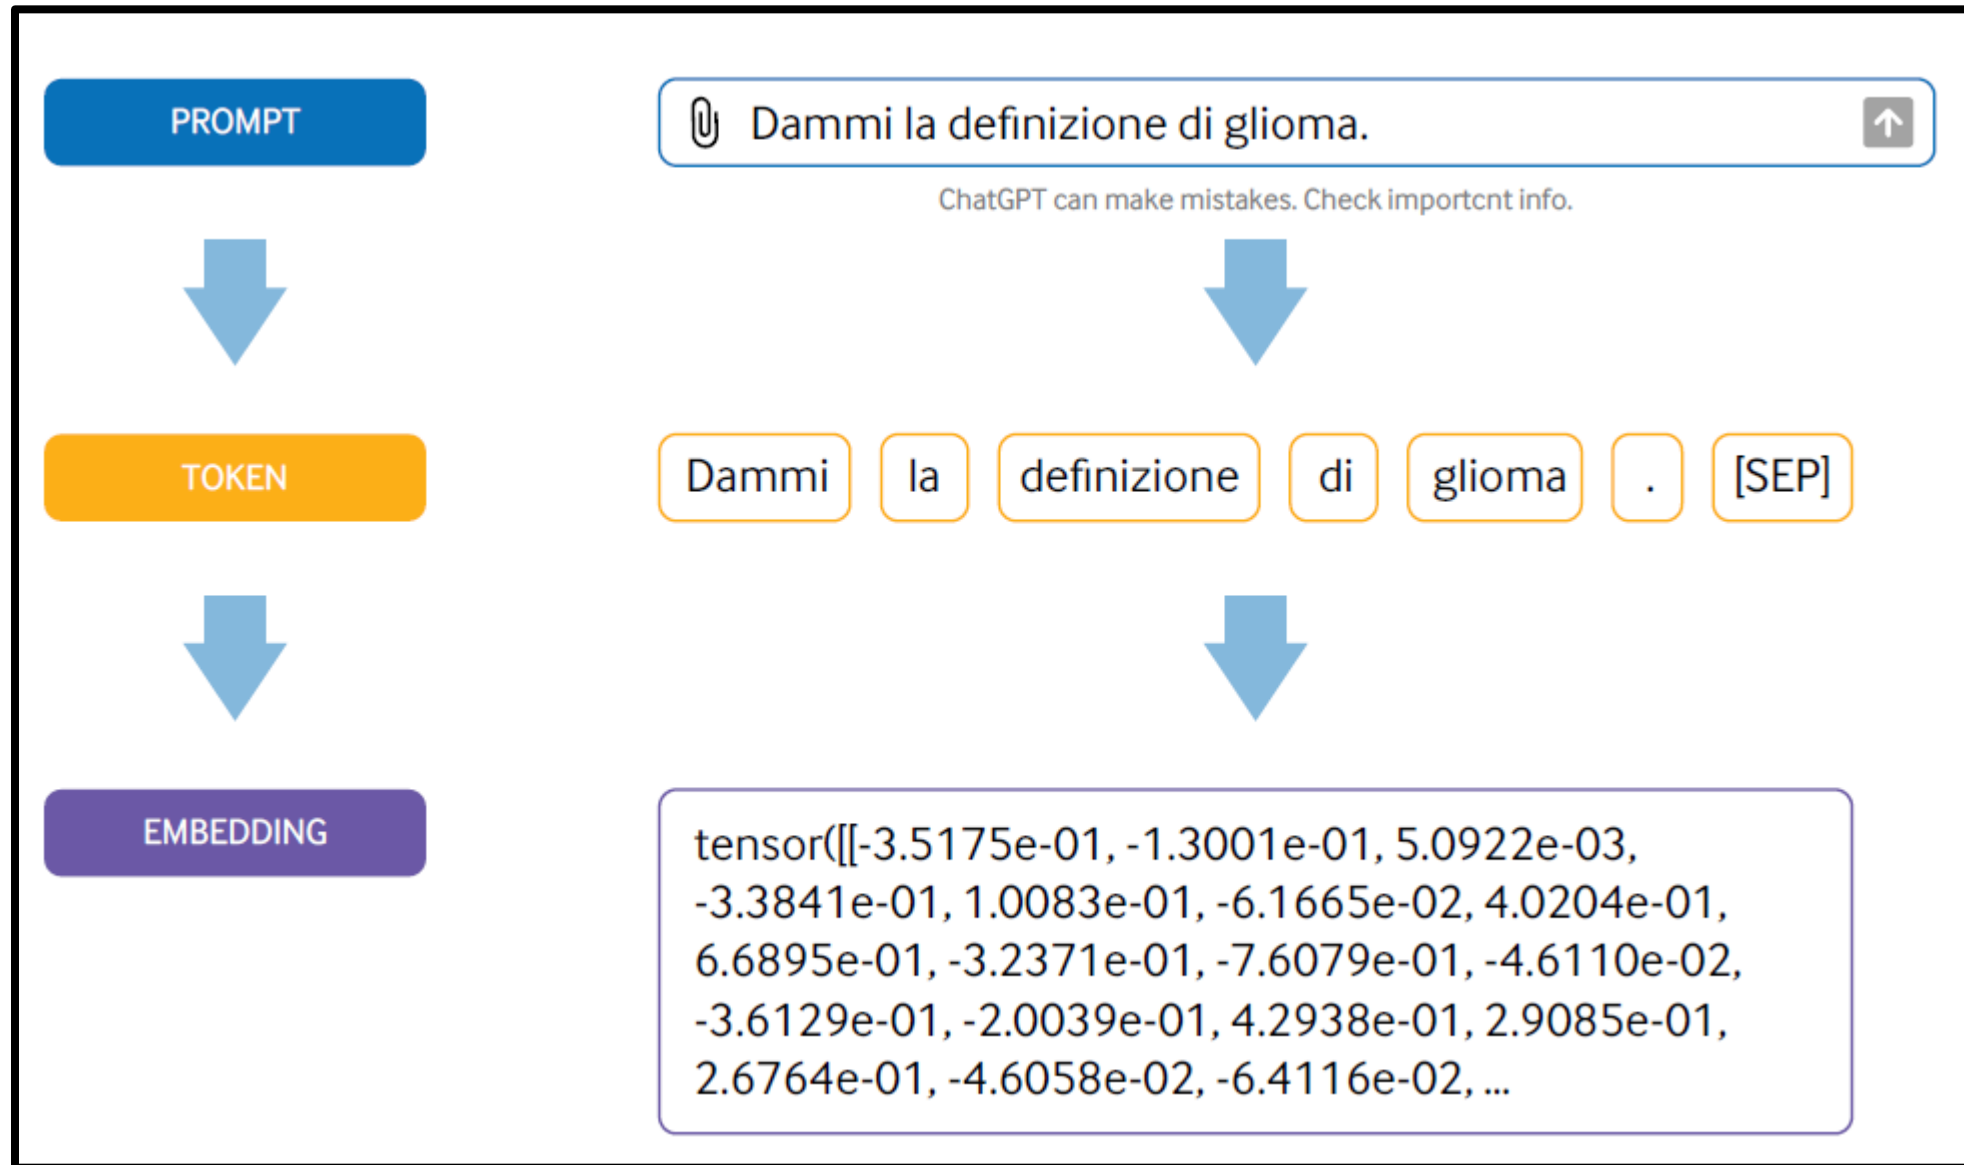 PROMPT
Dammi la definizione di glioma.
ChatGPT can make mistakes. Check importcnt info.
TOKEN
Dammi la definizione di glioma . [SEP]
EMBEDDING
tensor([[-3.5175e-01, -1.3001e-01, 5.0922e-03,
-3.3841e-01, 1.0083e-01, -6.1665e-02, 4.0204e-01,
6.6895e-01, -3.2371e-01, -7.6079e-01, -4.6110e-02,
-3.6129e-01, -2.0039e-01, 4.2938e-01, 2.9085e-01,
2.6764e-01, -4.6058e-02, -6.4116e-02, ...